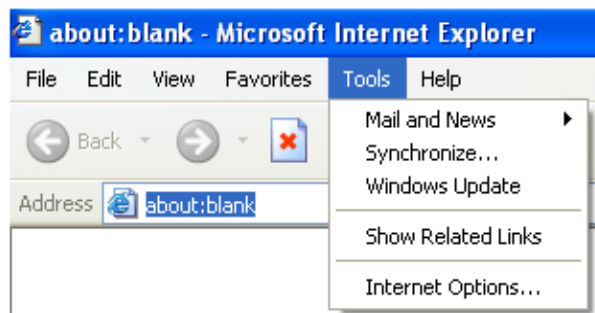 about:blank - Microsoft Internet Explorer
File Edit View Favorites Tools Help
Back
Address about:blank
Mail and News
Synchronize...
Windows Update
Show Related Links
Internet Options...